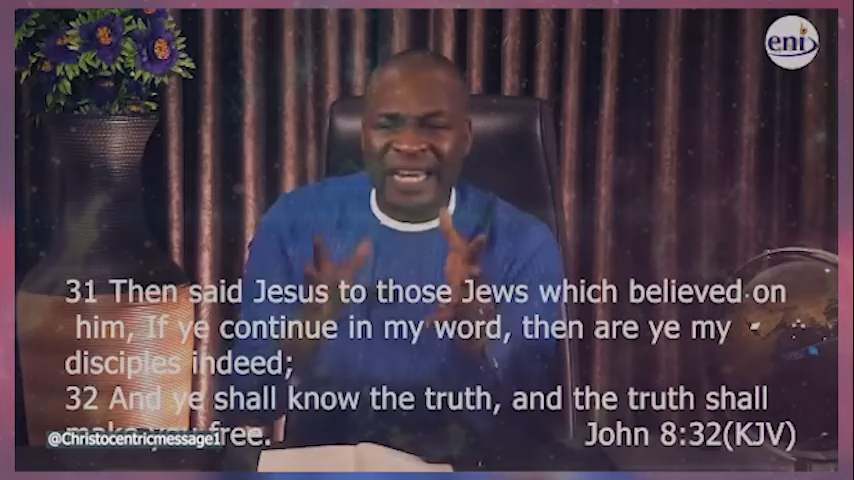 eni
31 Then said Jesus to those Jews which believed on
him, If ye continue in my word, then are ye my
disciples indeed;
32 And ye shall know the truth, and the truth shall
make you free.
John 8:32(KJV)
@Christocentricmessage1